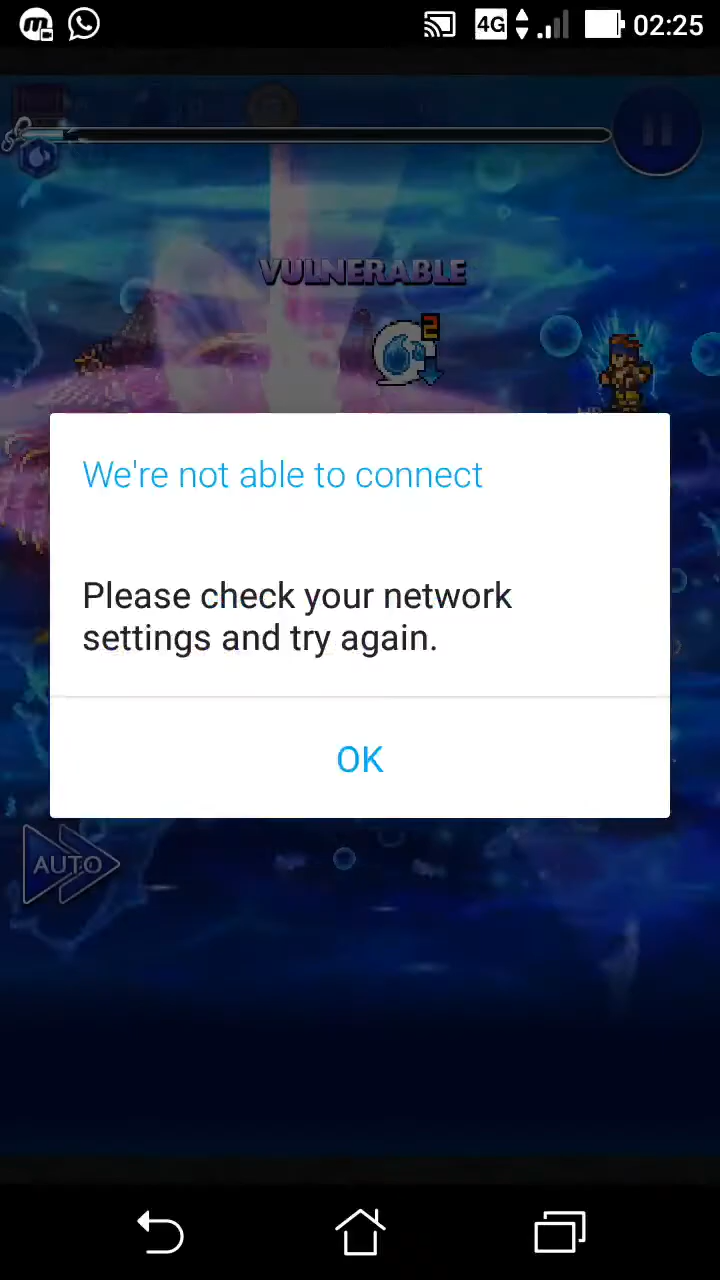 4G 02:25
VULNERABLE
2
We're not able to connect
Please check your network
settings and try again.
OK
AUTO